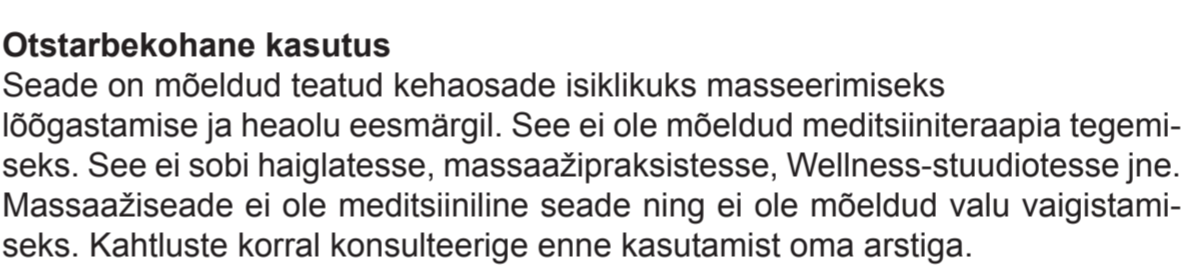 Otstarbekohane kasutus
Seade on mõeldud teatud kehaosade isiklikuks masseerimiseks
lõõgastamise ja heaolu eesmärgil. See ei ole mõeldud meditsiiniteraapia tegemi-
seks. See ei sobi haiglatesse, massaažipraksistesse, Wellness-stuudiotesse jne.
Massaažiseade ei ole meditsiiniline seade ning ei ole mõeldud valu vaigistami-
seks. Kahtluste korral konsulteerige enne kasutamist oma arstiga.